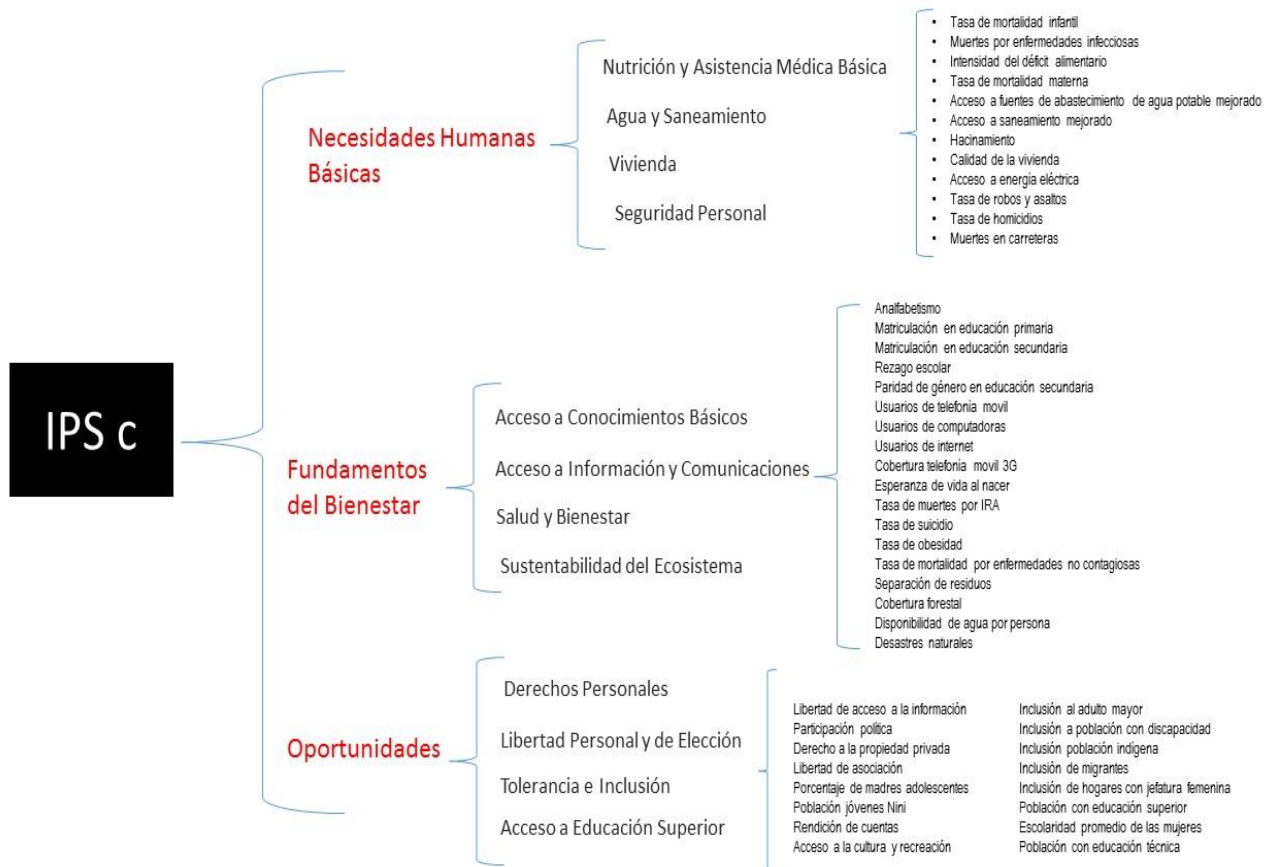 IPS c
Necesidades Humanas
Básicas
Nutrición y Asistencia Médica Básica
Agua y Saneamiento
Vivienda
Seguridad Personal
• Tasa de mortalidad infantil
• Muertes por enfermedades infecciosas
• Intensidad del déficit alimentario
• Tasa de mortalidad materna
• Acceso a fuentes de abastecimiento de agua potable mejorado
• Acceso a saneamiento mejorado
• Hacinamiento
• Calidad de la vivienda
• Acceso a energía eléctrica
• Tasa de robos y asaltos
• Tasa de homicidios
• Muertes en carreteras
Fundamentos
del Bienestar
Acceso a Conocimientos Básicos
Acceso a Información y Comunicaciones
Salud y Bienestar
Sustentabilidad del Ecosistema
Analfabetismo
Matriculación en educación primaria
Matriculación en educación secundaria
Rezago escolar
Paridad de género en educación secundaria
Usuarios de telefonía movil
Usuarios de computadoras
Usuarios de internet
Cobertura telefonía movil 3G
Esperanza de vida al nacer
Tasa de muertes por IRA
Tasa de suicidio
Tasa de obesidad
Tasa de mortalidad por enfermedades no contagiosas
Separación de residuos
Cobertura forestal
Disponibilidad de agua por persona
Desastres naturales
Oportunidades
Derechos Personales
Libertad Personal y de Elección
Tolerancia e Inclusión
Acceso a Educación Superior
Libertad de acceso a la información
Participación política
Derecho a la propiedad privada
Libertad de asociación
Porcentaje de madres adolescentes
Población jóvenes Nini
Rendición de cuentas
Acceso a la cultura y recreación
Inclusión al adulto mayor
Inclusión a población con discapacidad
Inclusión población indígena
Inclusión de migrantes
Inclusión de hogares con jefatura femenina
Población con educación superior
Escolaridad promedio de las mujeres
Población con educación técnica